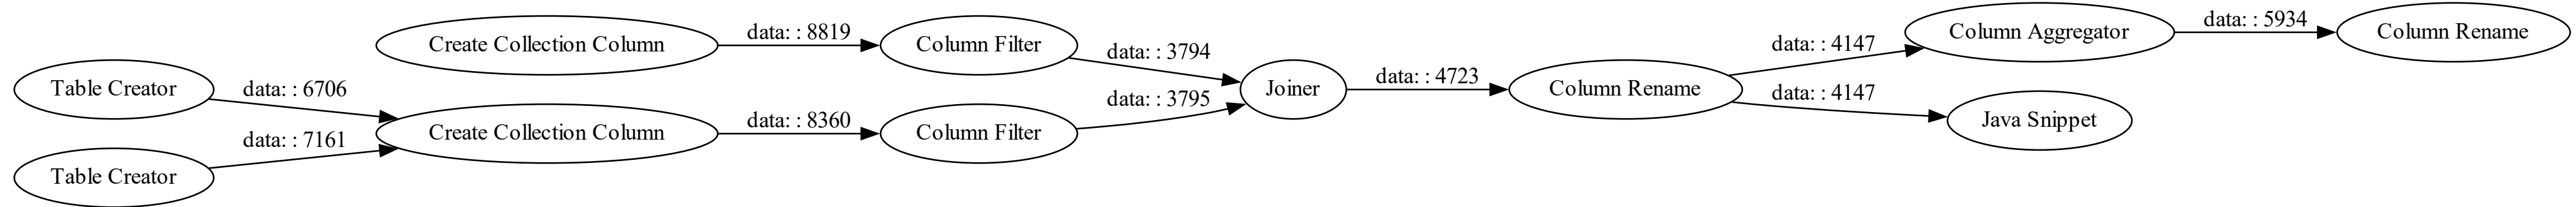 Table Creator
Table Creator
data: : 6706
data: : 7161
Create Collection Column
Create Collection Column
data: : 8819
data: : 8360
Column Filter
Column Filter
data: : 3794
data: : 3795
Joiner
data: : 4723
Column Rename
data: : 4147
data: : 4147
Column Aggregator
Java Snippet
data: : 5934
Column Rename